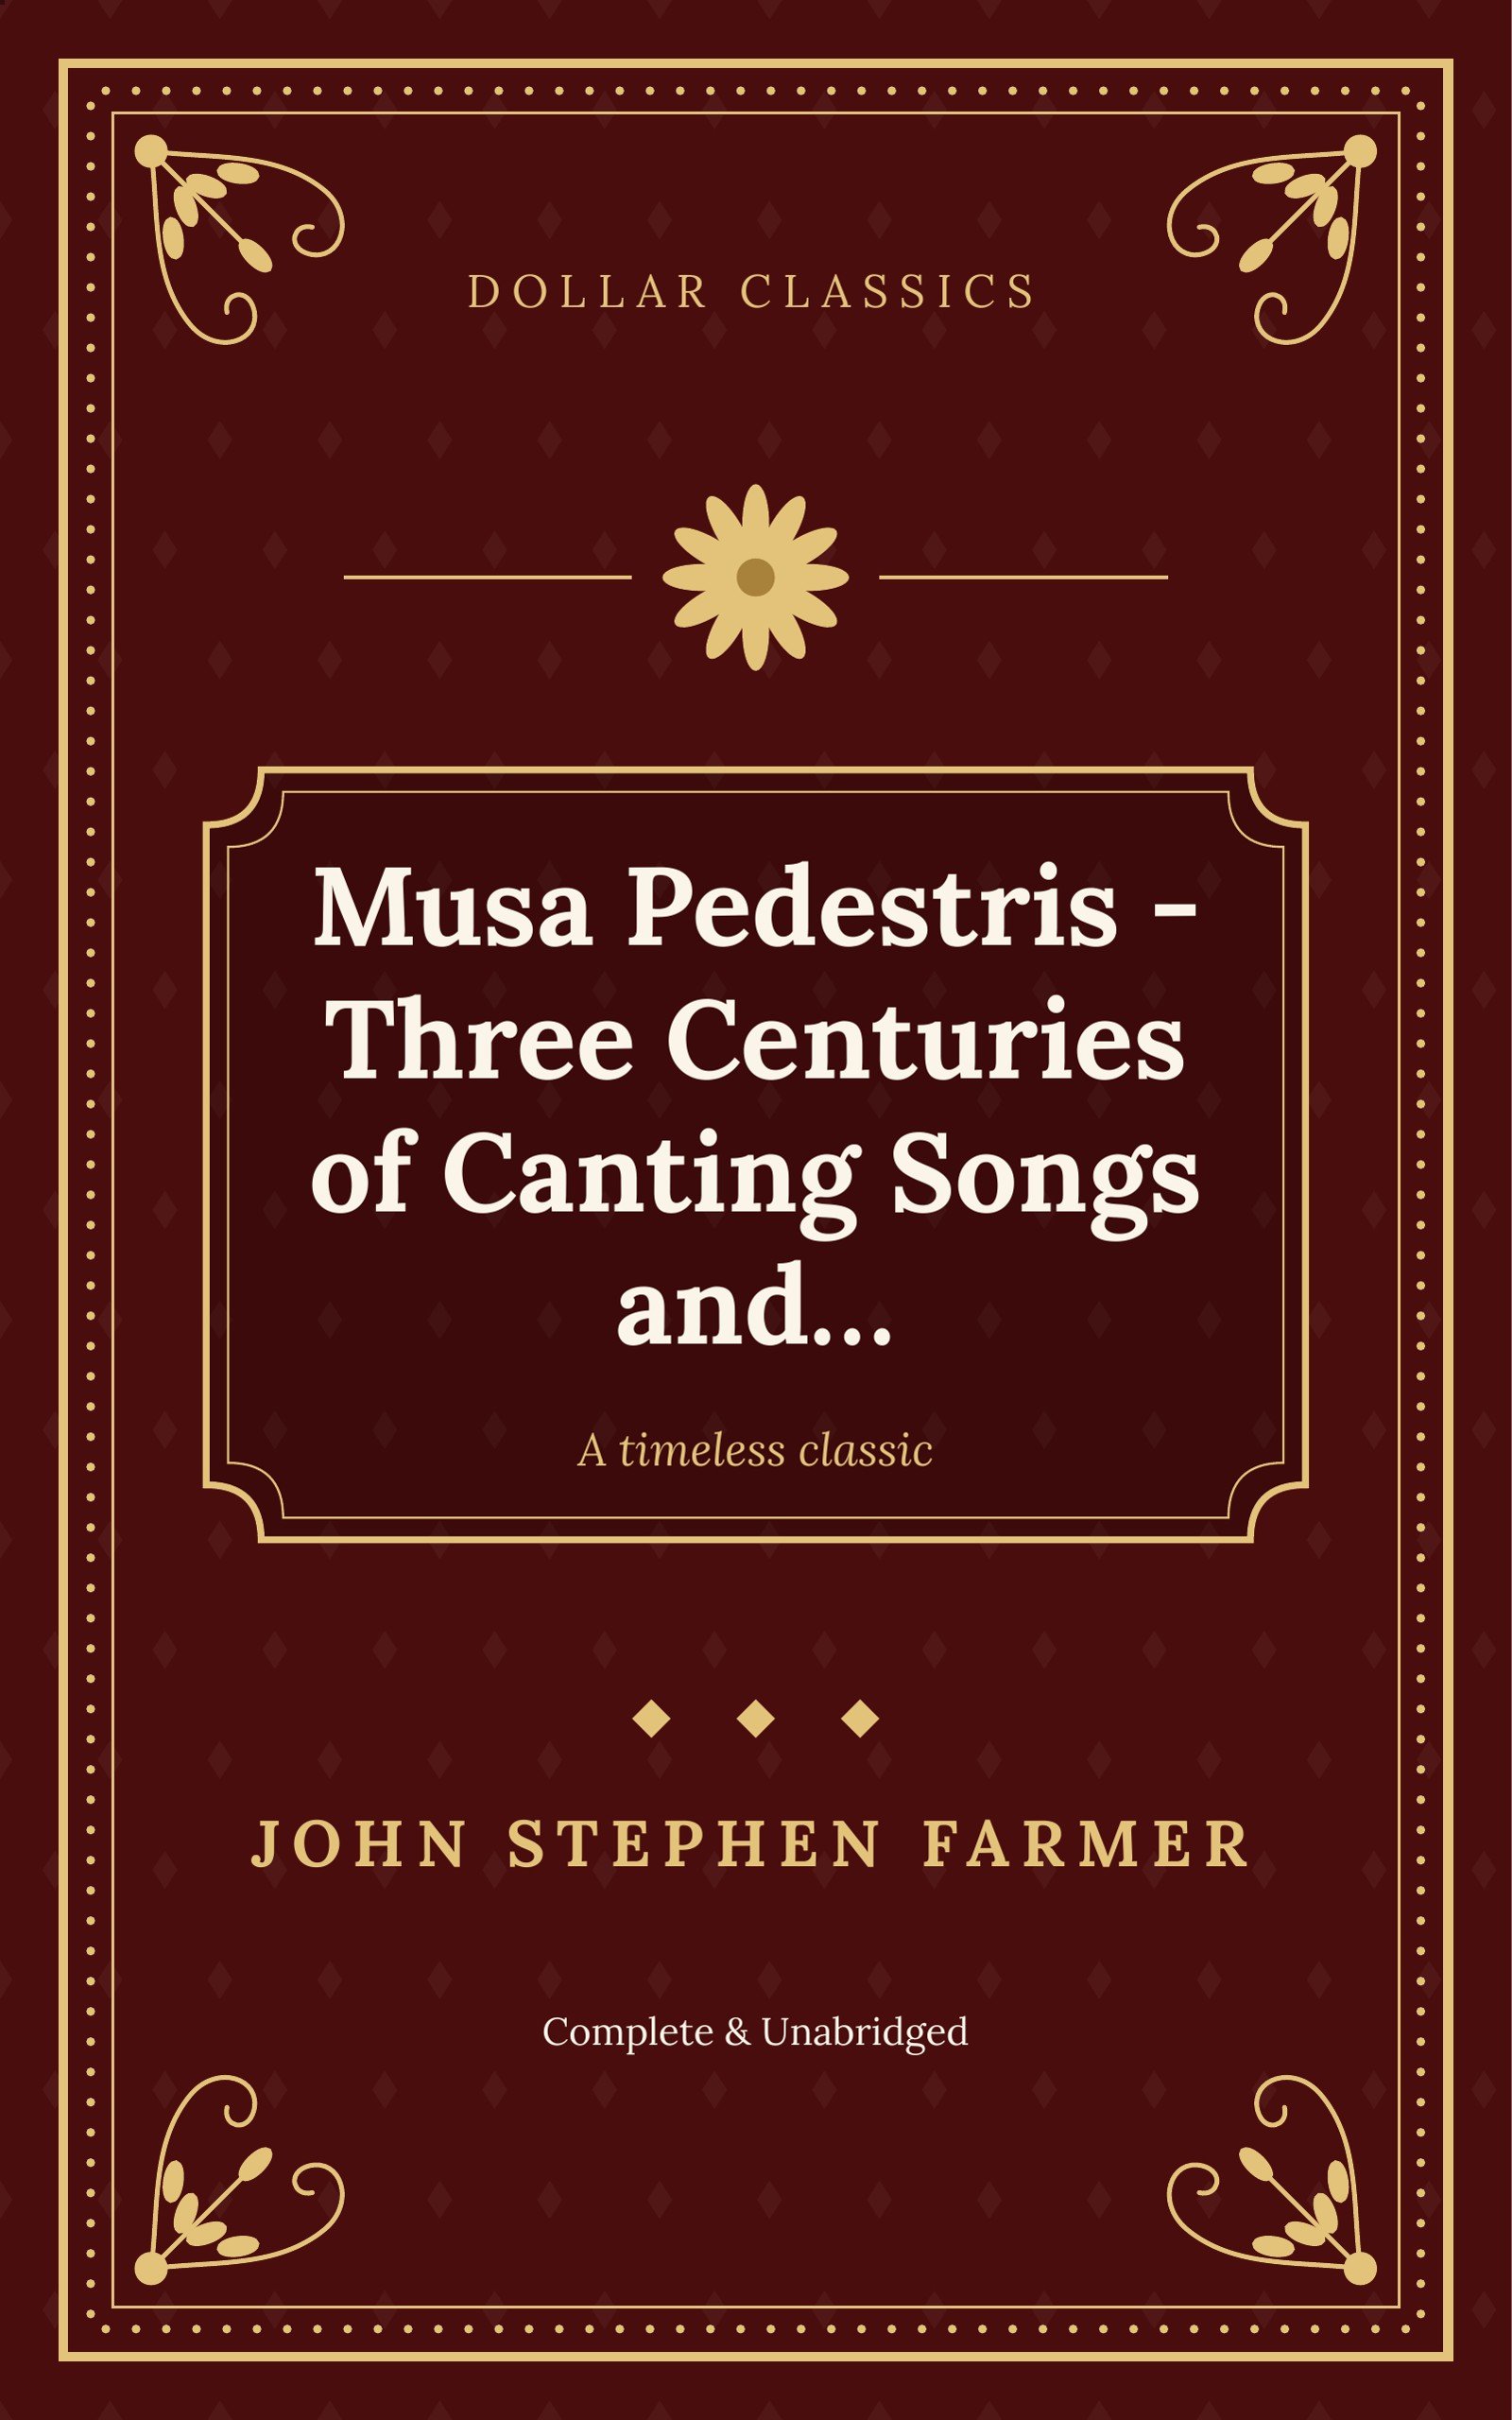 DOLLAR CLASSICS
Musa Pedestris -
Three Centuries
of Canting Songs
and...
A timeless classic
JOHN STEPHEN FARMER
Complete & Unabridged